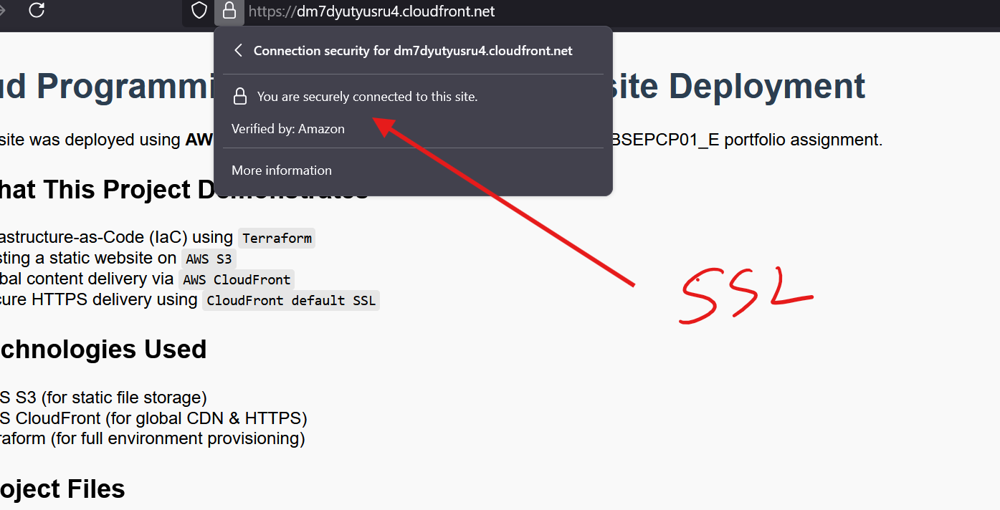 https://dm7dyutyusru4.cloudfront.net
Connection security for dm7dyutyusru4.cloudfront.net
You are securely connected to this site.
Verified by: Amazon
More information
ud Programmi site Deployment
site was deployed using AW BSEPCP01_E portfolio assignment.
hat This Project Demonstrates
astructure-as-Code (IaC) using Terraform
sting a static website on AWS S3
bal content delivery via AWS CloudFront
cure HTTPS delivery using CloudFront default SSL
SSL
chnologies Used
S S3 (for static file storage)
S CloudFront (for global CDN & HTTPS)
raform (for full environment provisioning)
oject Files